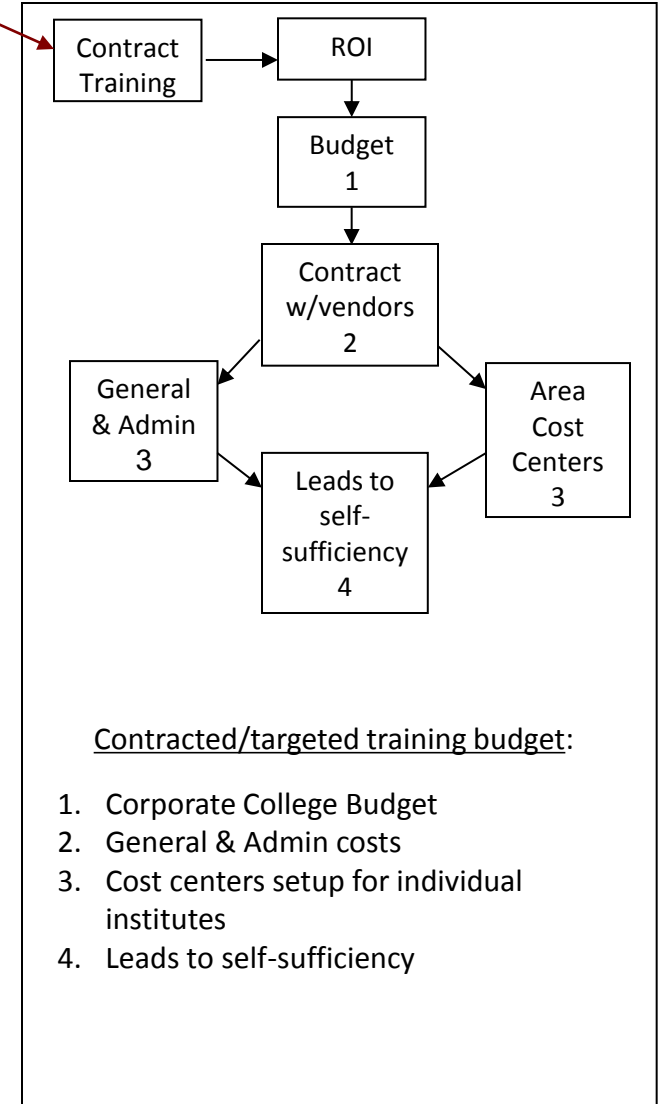 Contract
Training
ROI
Budget
1
Contract
w/vendors
2
General
& Admin
3
Area
Cost
Centers
3
Leads to
self-
sufficiency
4
Contracted/targeted training budget:
1. Corporate College Budget
2. General & Admin costs
3. Cost centers setup for individual
institutes
4. Leads to self-sufficiency